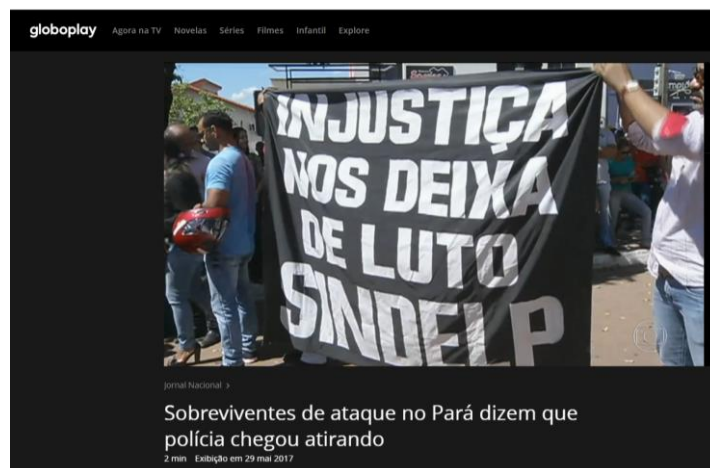 globoplay Agora na TV Novelas Séries Filmes Infantil Explore
INJUSTIÇA
NOS DEIXA
DE LUTO
SINDELP
Jornal Nacional >
Sobreviventes de ataque no Pará dizem que
polícia chegou atirando
2 min Exibição em 29 mai 2017